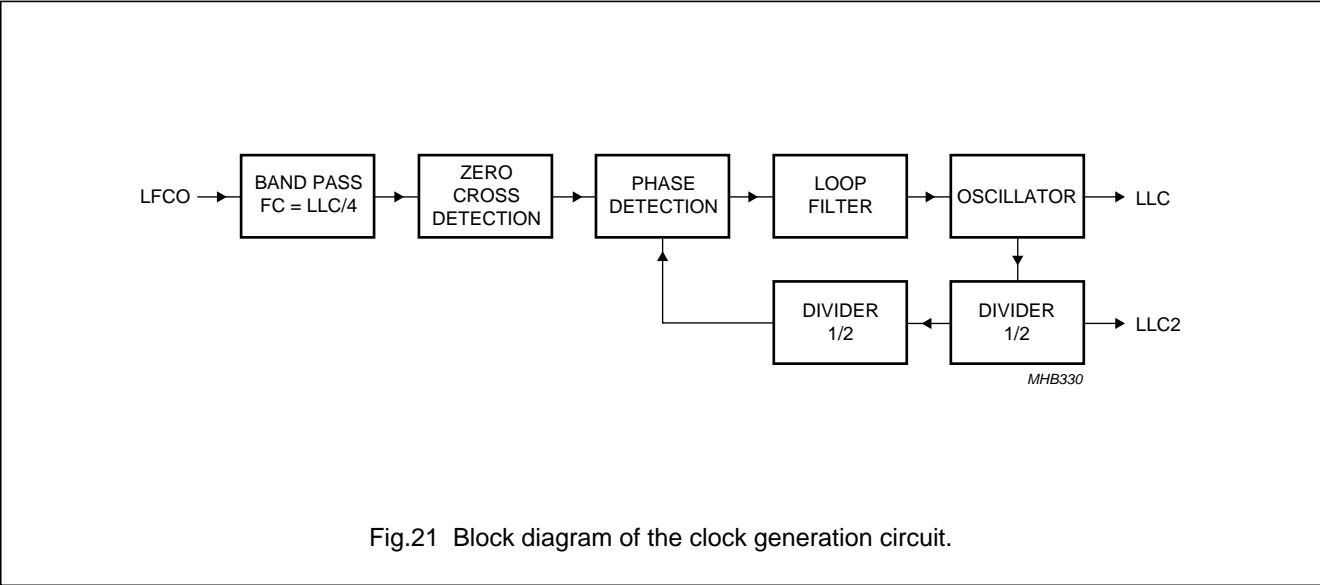 LFCO
BAND PASS
FC = LLC/4
ZERO
CROSS
DETECTION
PHASE
DETECTION
LOOP
FILTER
OSCILLATOR
LLC
DIVIDER
1/2
DIVIDER
1/2
LLC2
MHB330
Fig.21 Block diagram of the clock generation circuit.